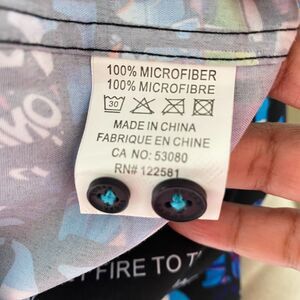 100% MICROFIBER
100% MICROFIBRE
30
MADE IN CHINA
FABRIQUE EN CHINE
CA NO: 53080
RN# 122581
FIRE TO